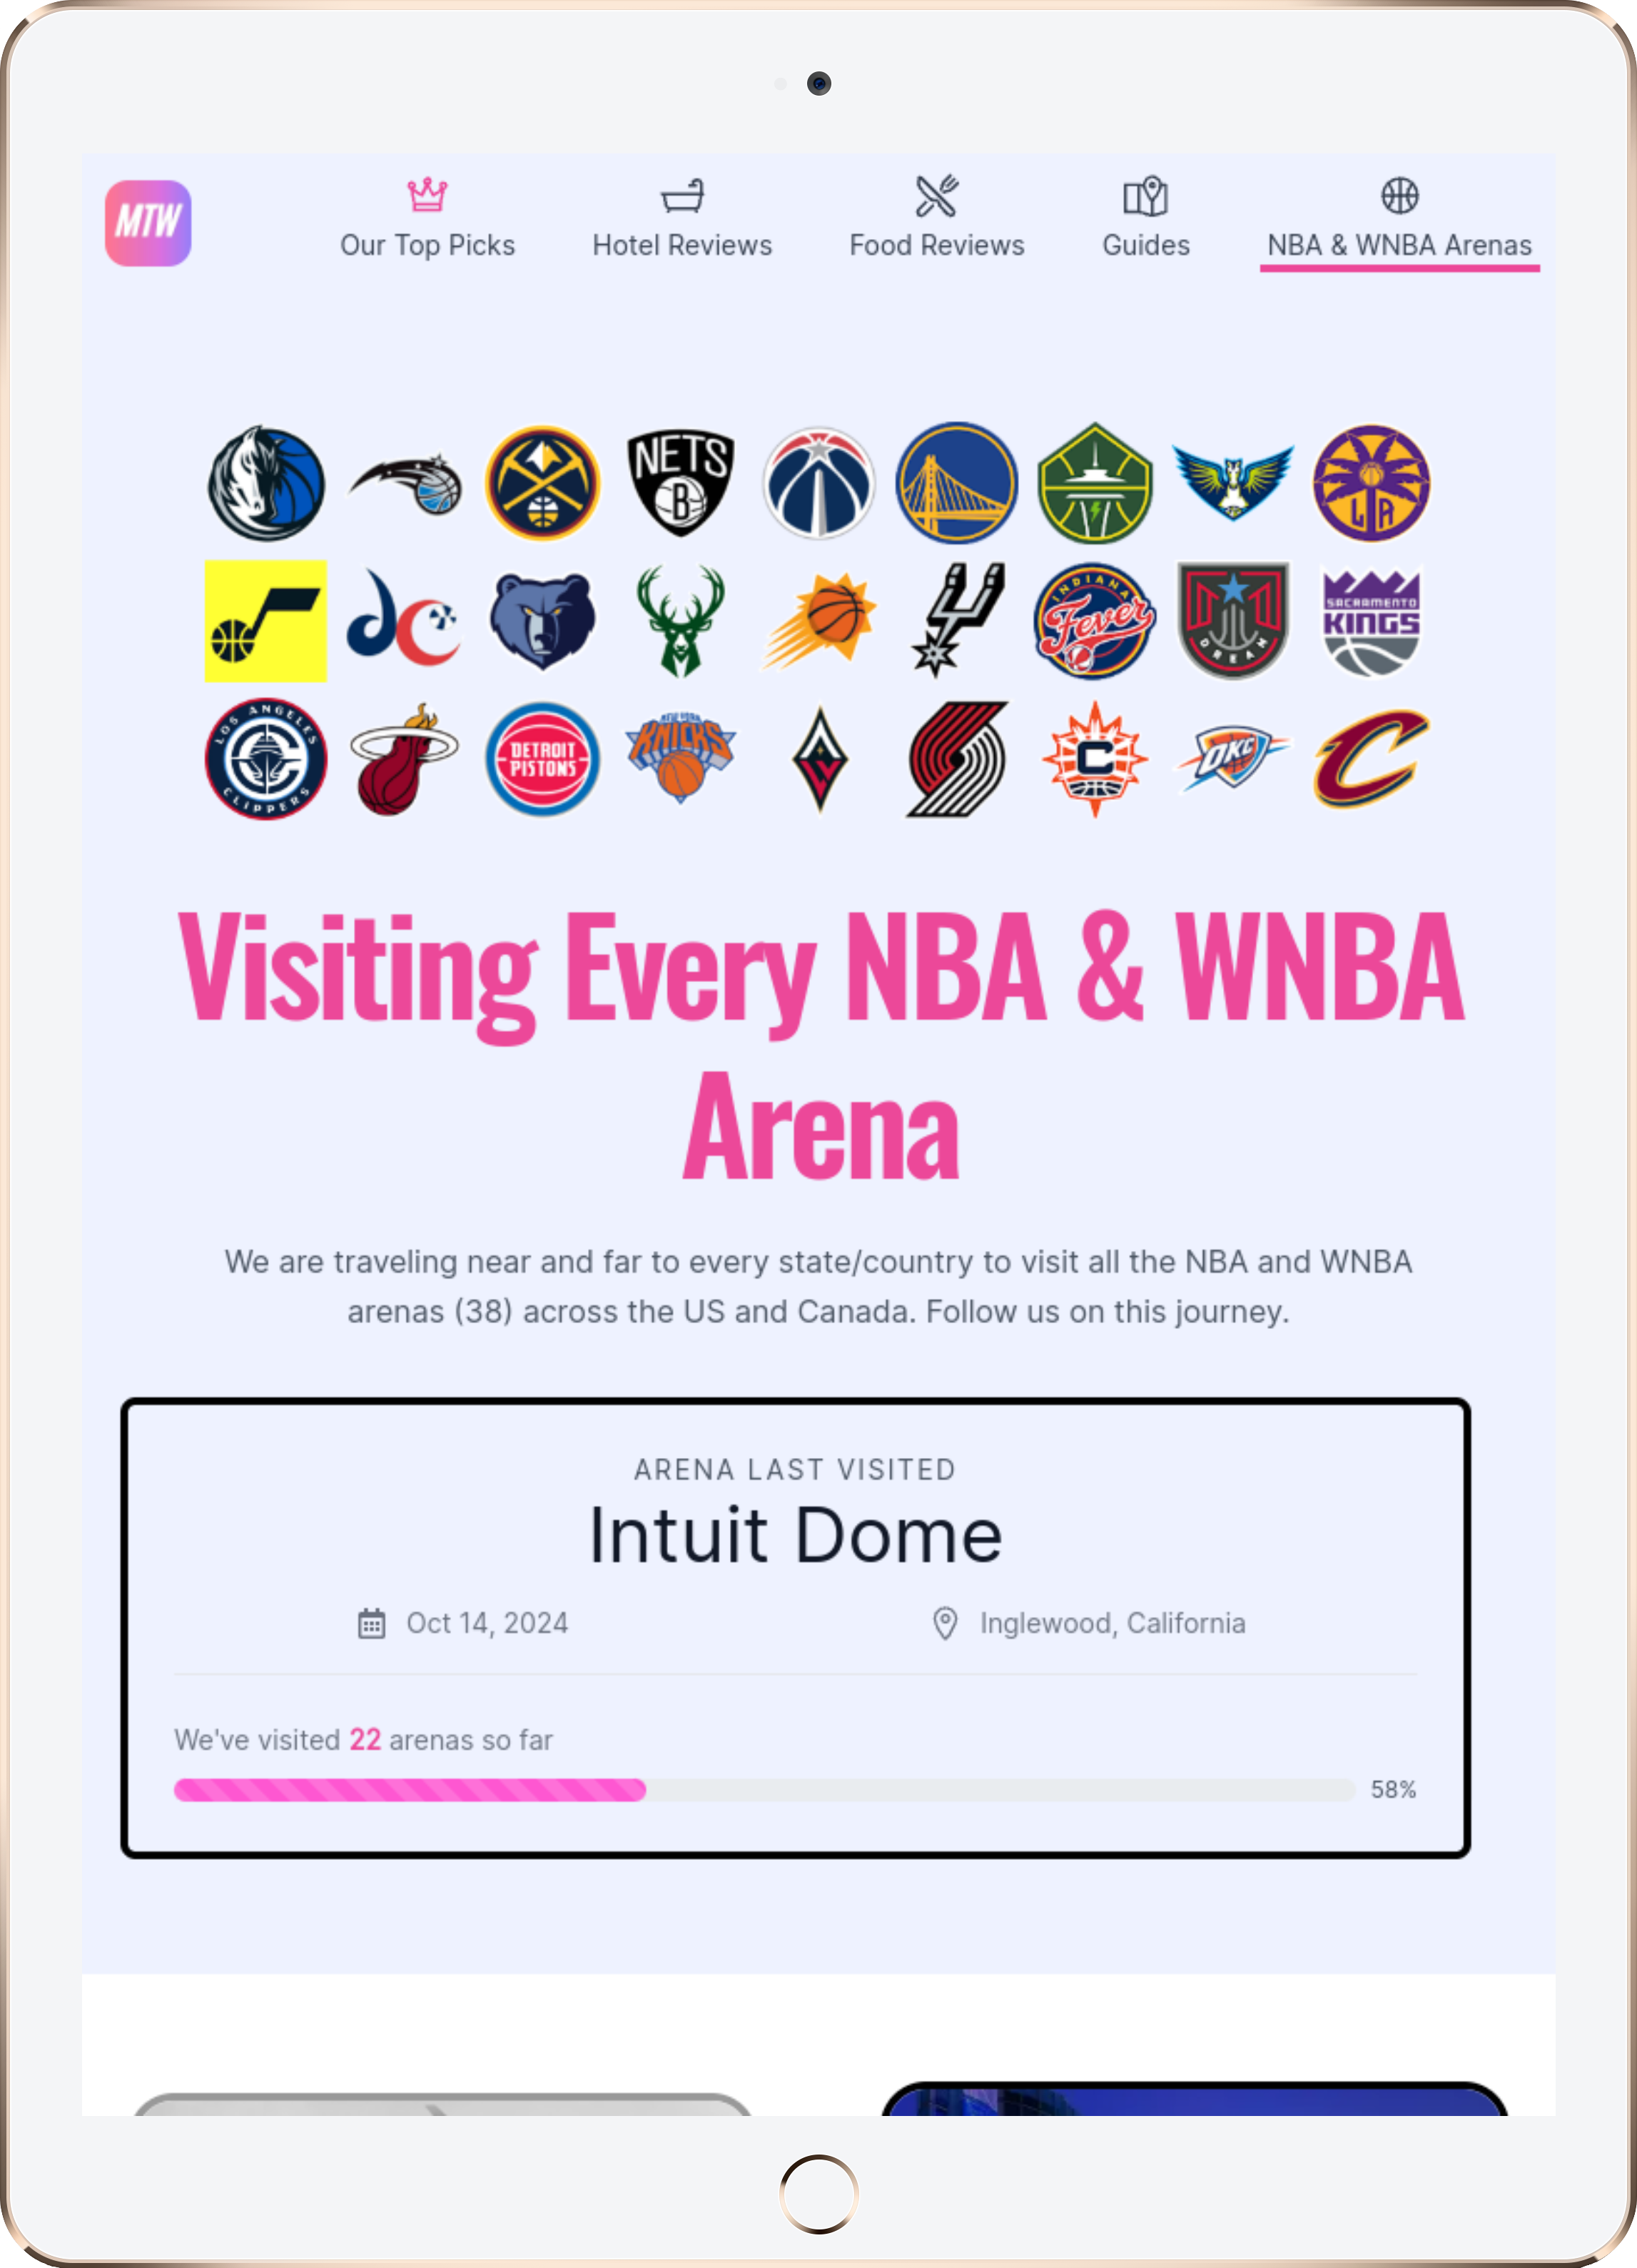 MTW
Our Top Picks
Hotel Reviews
Food Reviews
Guides
NBA & WNBA Arenas
NETS
B
L A
dc
INDIANA
Fever
DREAM
SACRAMENTO
KINGS
LOS ANGELES
C
CLIPPERS
DETROIT
PISTONS
NEW YORK
KNICKS
C
OKC
C
Visiting Every NBA & WNBA
Arena
We are traveling near and far to every state/country to visit all the NBA and WNBA
arenas (38) across the US and Canada. Follow us on this journey.
ARENA LAST VISITED
Intuit Dome
Oct 14, 2024
Inglewood, California
We've visited 22 arenas so far
58%